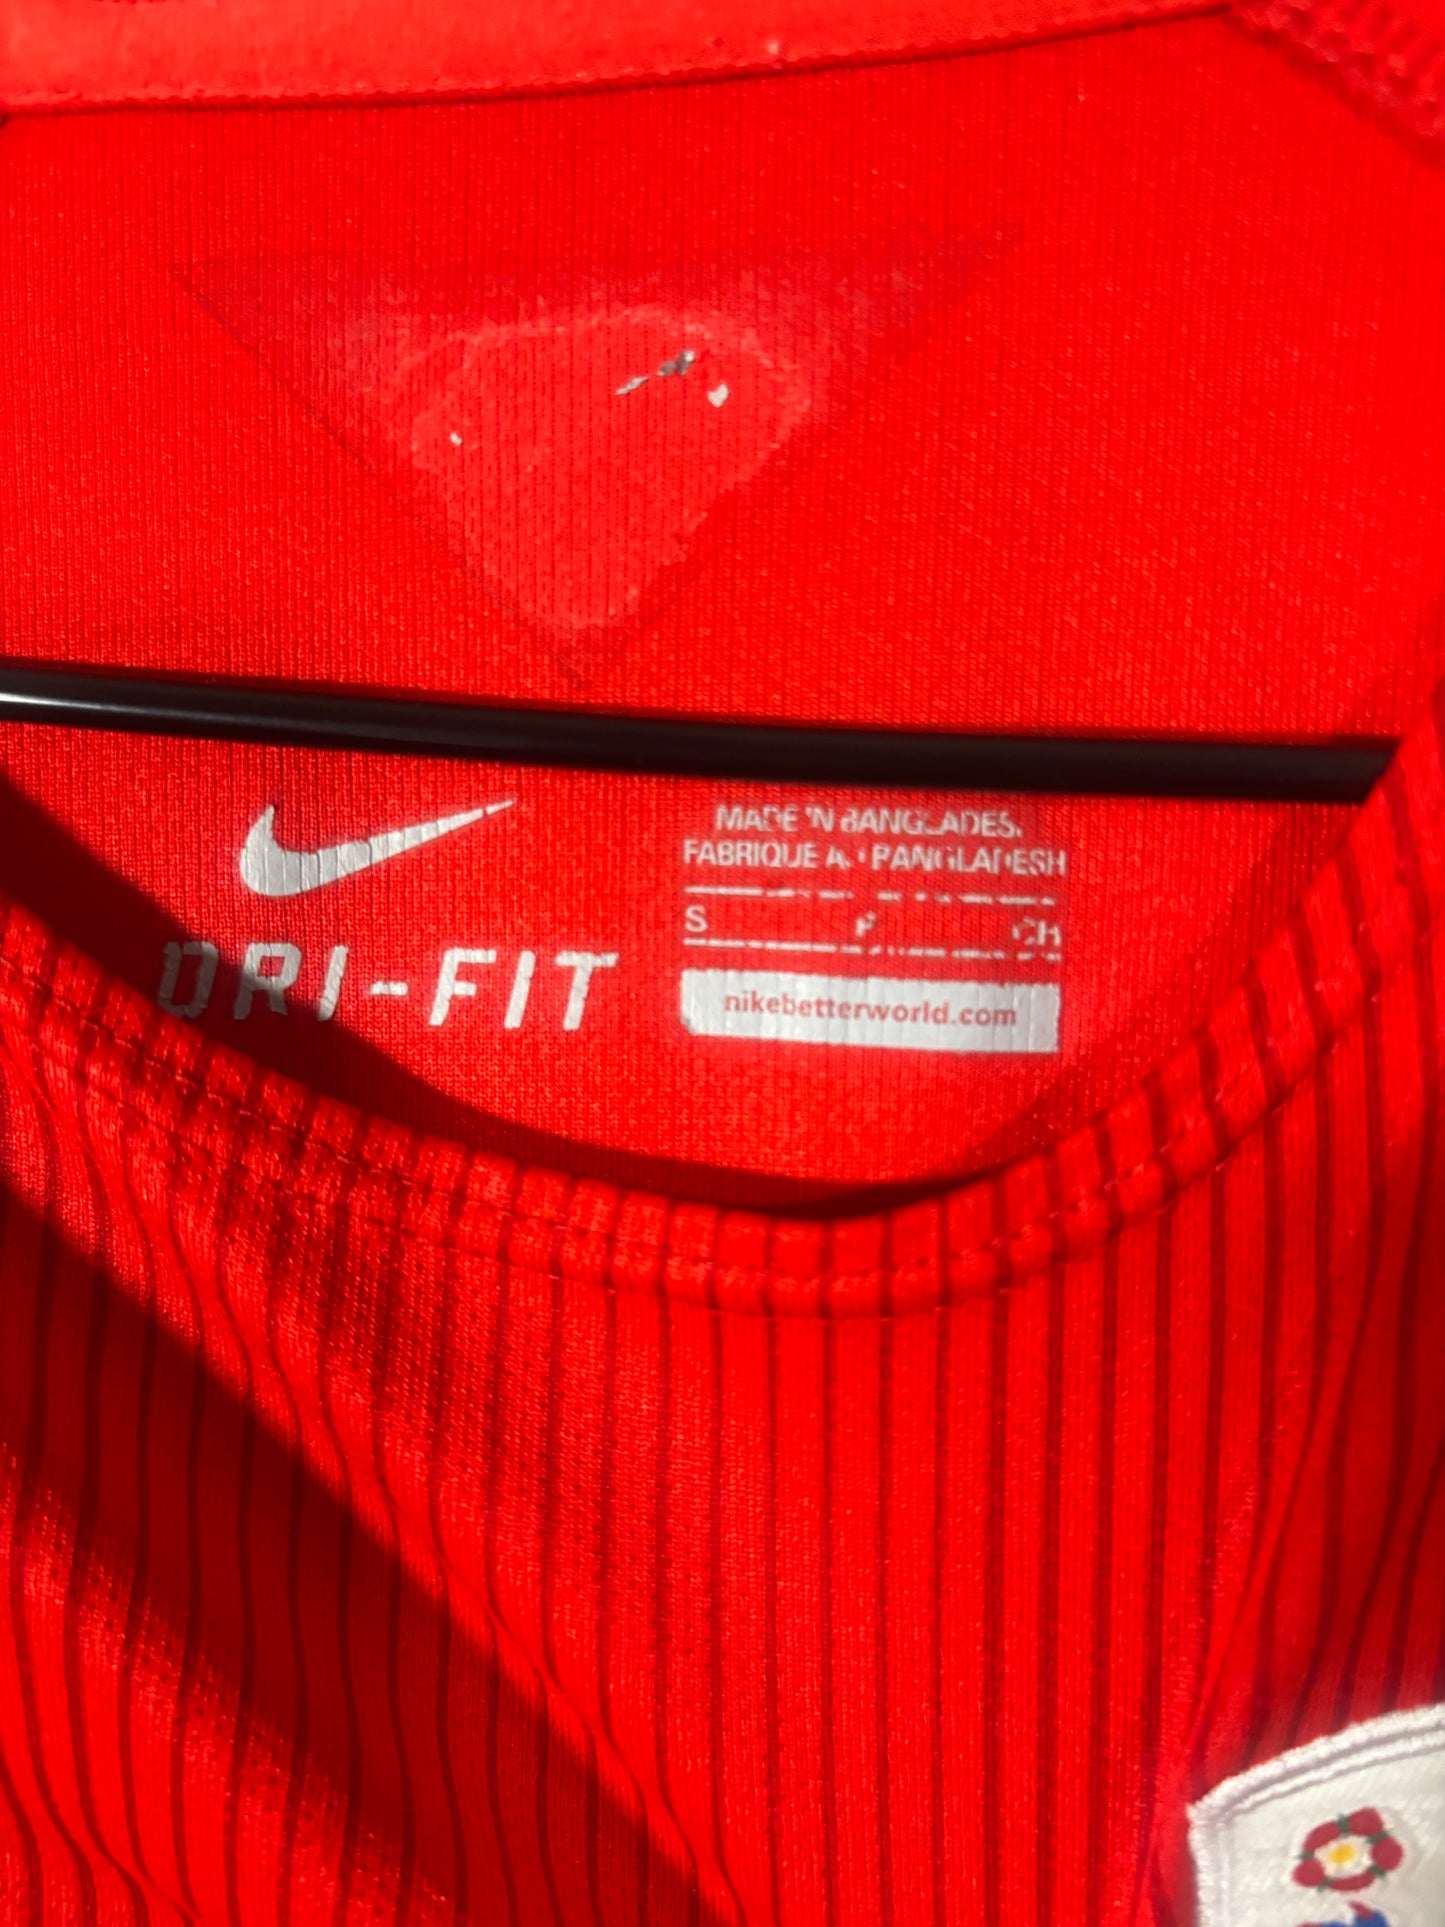 DRI-FIT
MADE IN BANGLADESH
FABRIQUE AU BANGLADESH
S P CH
nikebetterworld.com